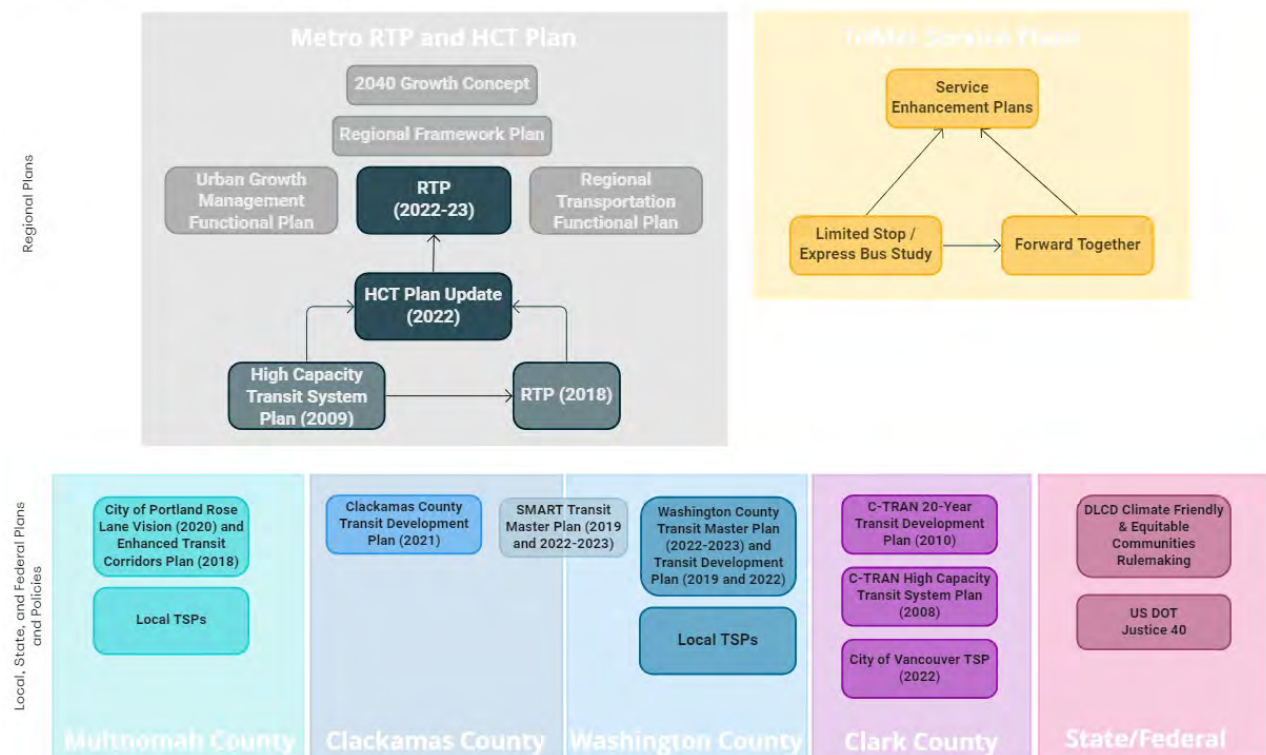 Metro RTP and HCT Plan
2040 Growth Concept
Regional Framework Plan
Urban Growth
Management
Functional Plan
RTP
(2022-23)
Regional
Transportation
Functional Plan
HCT Plan Update
(2022)
High Capacity
Transit System
Plan (2009)
RTP (2018)
TriMet Service Plans
Service
Enhancement Plans
Limited Stop /
Express Bus Study
Forward Together
Regional Plans
Local, State, and Federal Plans
and Policies
City of Portland Rose
Lane Vision (2020) and
Enhanced Transit
Corridors Plan (2018)
Local TSPs
Multnomah County
Clackamas County
Transit Development
Plan (2021)
SMART Transit
Master Plan (2019
and 2022-2023)
Clackamas County
Washington County
Transit Master Plan
(2022-2023) and
Transit Development
Plan (2019 and 2022)
Local TSPs
Washington County
C-TRAN 20-Year
Transit Development
Plan (2010)
C-TRAN High Capacity
Transit System Plan
(2008)
City of Vancouver TSP
(2022)
Clark County
DLCD Climate Friendly
& Equitable
Communities
Rulemaking
US DOT
Justice 40
State/Federal